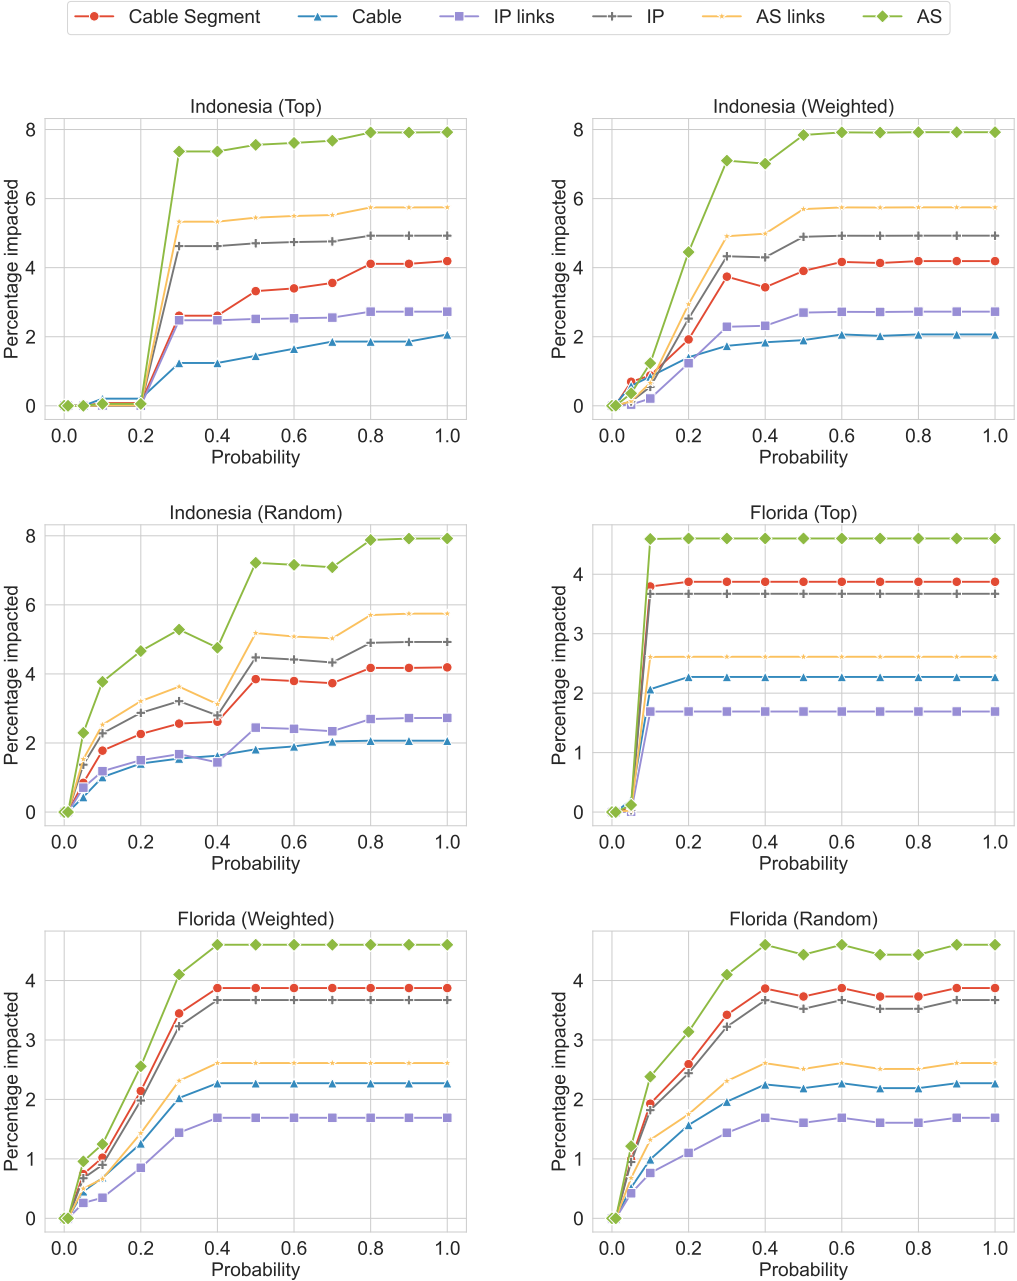 Cable Segment Cable IP links IP AS links AS
Indonesia (Top)
Percentage impacted
8
6
4
2
0
0.0 0.2 0.4 0.6 0.8 1.0
Probability
Indonesia (Weighted)
Percentage impacted
8
6
4
2
0
0.0 0.2 0.4 0.6 0.8 1.0
Probability
Indonesia (Random)
Percentage impacted
8
6
4
2
0
0.0 0.2 0.4 0.6 0.8 1.0
Probability
Florida (Top)
Percentage impacted
4
3
2
1
0
0.0 0.2 0.4 0.6 0.8 1.0
Probability
Florida (Weighted)
Percentage impacted
4
3
2
1
0
0.0 0.2 0.4 0.6 0.8 1.0
Probability
Florida (Random)
Percentage impacted
4
3
2
1
0
0.0 0.2 0.4 0.6 0.8 1.0
Probability